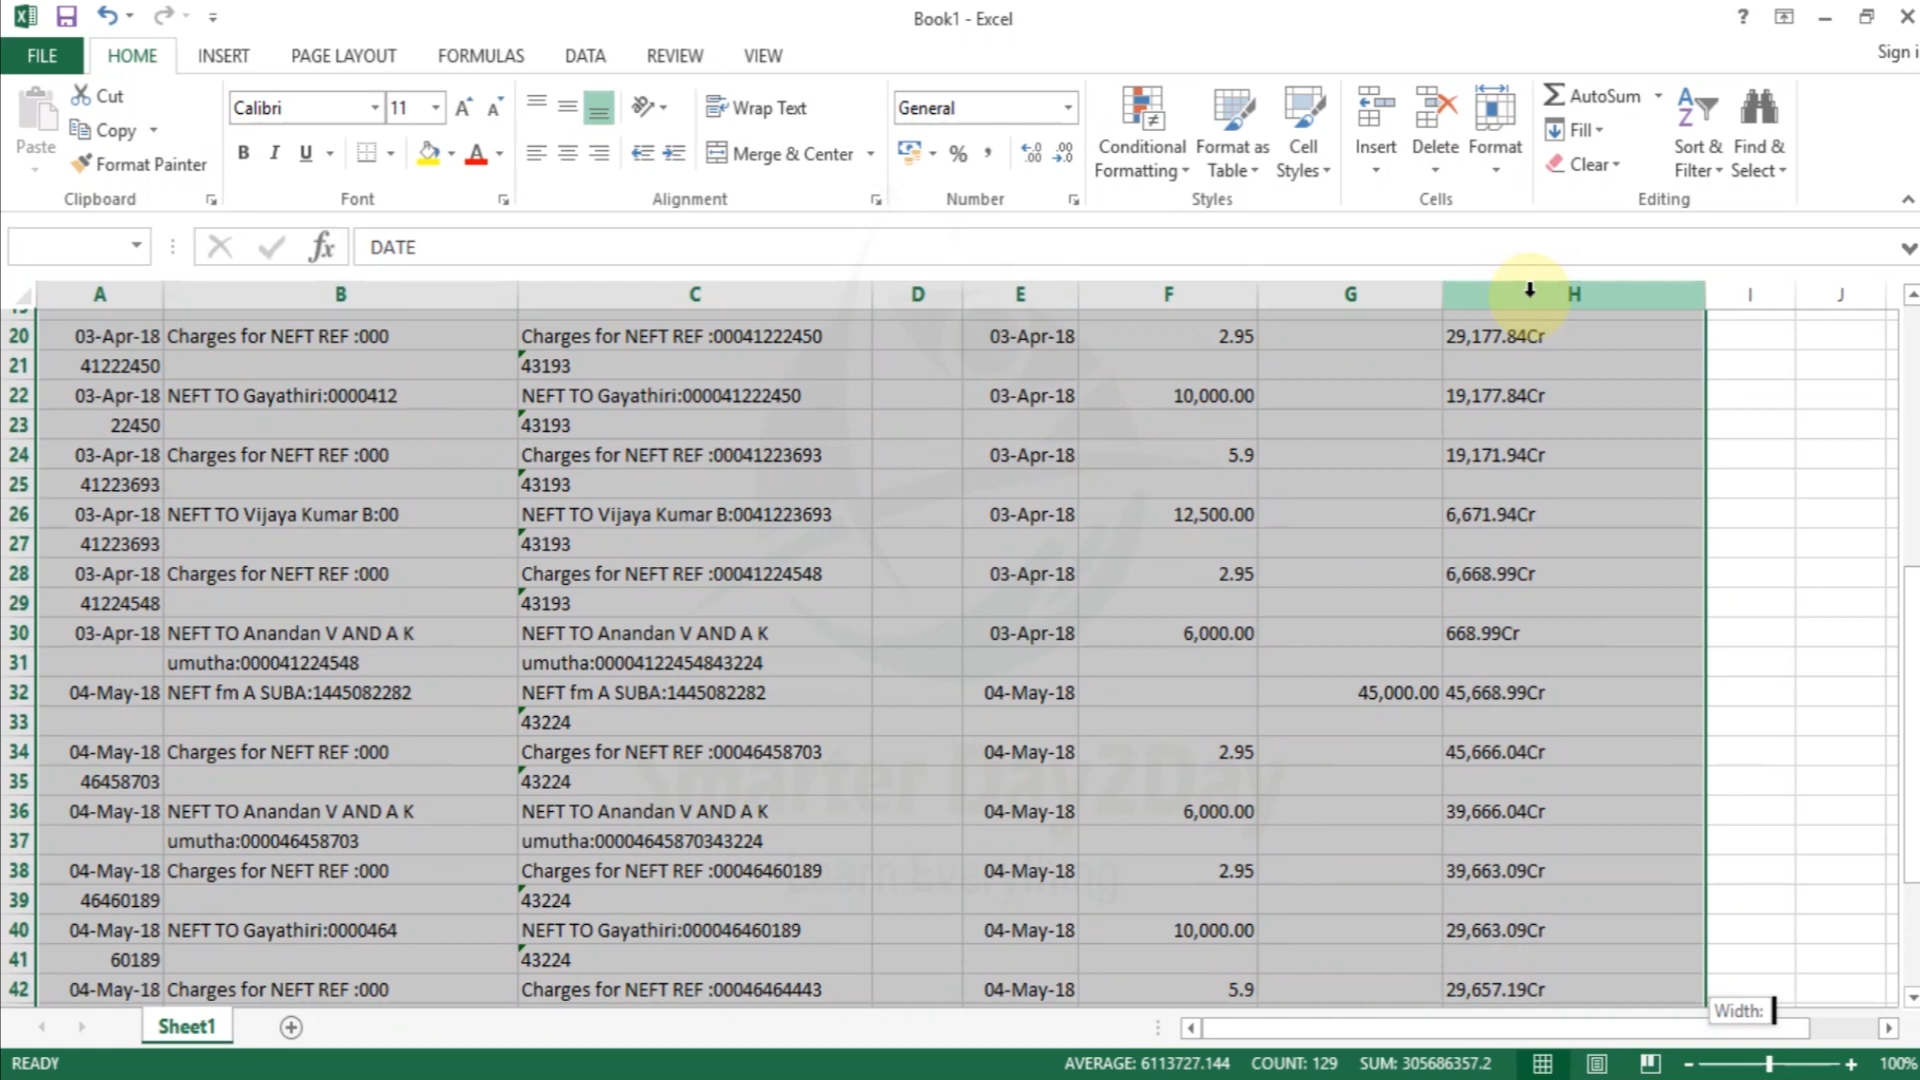 Book1 - Excel
?
Sign i
FILE HOME INSERT PAGE LAYOUT FORMULAS DATA REVIEW VIEW
Paste
Cut
Copy
Format Painter
Clipboard
Calibri 11
B I U
Font
Wrap Text
Merge & Center
Alignment
General
%
Number
Conditional Formatting
Format as Table
Cell Styles
Styles
Insert Delete Format
Cells
AutoSum
Fill
Clear
Sort & Filter
Find & Select
Editing
fx DATE
A B C D E F G H I J
20 03-Apr-18 Charges for NEFT REF :000 Charges for NEFT REF :00041222450 03-Apr-18 2.95 29,177.84Cr
21 41222450 43193
22 03-Apr-18 NEFT TO Gayathiri:0000412 NEFT TO Gayathiri:000041222450 03-Apr-18 10,000.00 19,177.84Cr
23 22450 43193
24 03-Apr-18 Charges for NEFT REF :000 Charges for NEFT REF :00041223693 03-Apr-18 5.9 19,171.94Cr
25 41223693 43193
26 03-Apr-18 NEFT TO Vijaya Kumar B:00 NEFT TO Vijaya Kumar B:0041223693 03-Apr-18 12,500.00 6,671.94Cr
27 41223693 43193
28 03-Apr-18 Charges for NEFT REF :000 Charges for NEFT REF :00041224548 03-Apr-18 2.95 6,668.99Cr
29 41224548 43193
30 03-Apr-18 NEFT TO Anandan V AND A K NEFT TO Anandan V AND A K 03-Apr-18 6,000.00 668.99Cr
31 umutha:000041224548 umutha:00004122454843224
32 04-May-18 NEFT fm A SUBA:1445082282 NEFT fm A SUBA:1445082282 04-May-18 45,000.00 45,668.99Cr
33 43224
34 04-May-18 Charges for NEFT REF :000 Charges for NEFT REF :00046458703 04-May-18 2.95 45,666.04Cr
35 46458703 43224
36 04-May-18 NEFT TO Anandan V AND A K NEFT TO Anandan V AND A K 04-May-18 6,000.00 39,666.04Cr
37 umutha:000046458703 umutha:00004645870343224
38 04-May-18 Charges for NEFT REF :000 Charges for NEFT REF :00046460189 04-May-18 2.95 39,663.09Cr
39 46460189 43224
40 04-May-18 NEFT TO Gayathiri:0000464 NEFT TO Gayathiri:000046460189 04-May-18 10,000.00 29,663.09Cr
41 60189 43224
42 04-May-18 Charges for NEFT REF :000 Charges for NEFT REF :00046464443 04-May-18 5.9 29,657.19Cr
Smarter Day2Day
Learn Everything
Width:
Sheet1
READY AVERAGE: 6113727.144 COUNT: 129 SUM: 305686357.2 100%